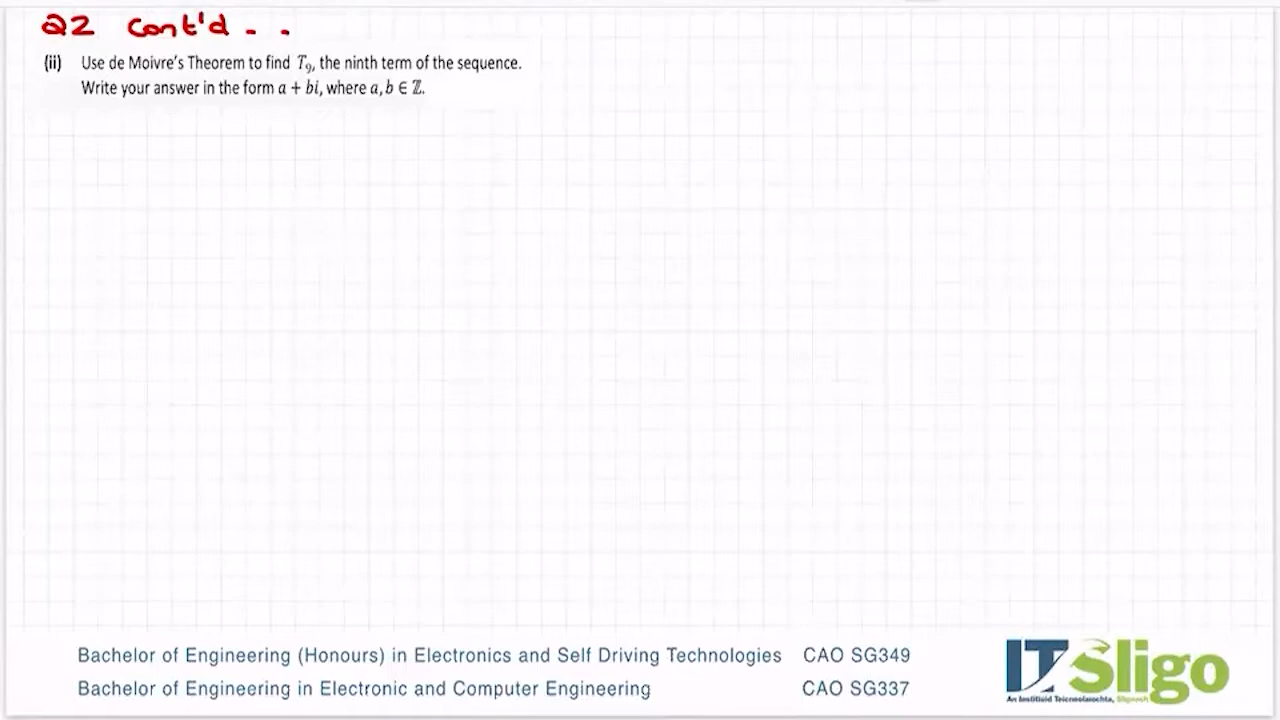 Q2 Cont'd . .
(ii) Use de Moivre's Theorem to find T₉, the ninth term of the sequence.
Write your answer in the form a + bi, where a, b ∈ ℤ.
Bachelor of Engineering (Honours) in Electronics and Self Driving Technologies CAO SG349
Bachelor of Engineering in Electronic and Computer Engineering CAO SG337
IT Sligo
An Institiúid Teicneolaíochta, Sligeach